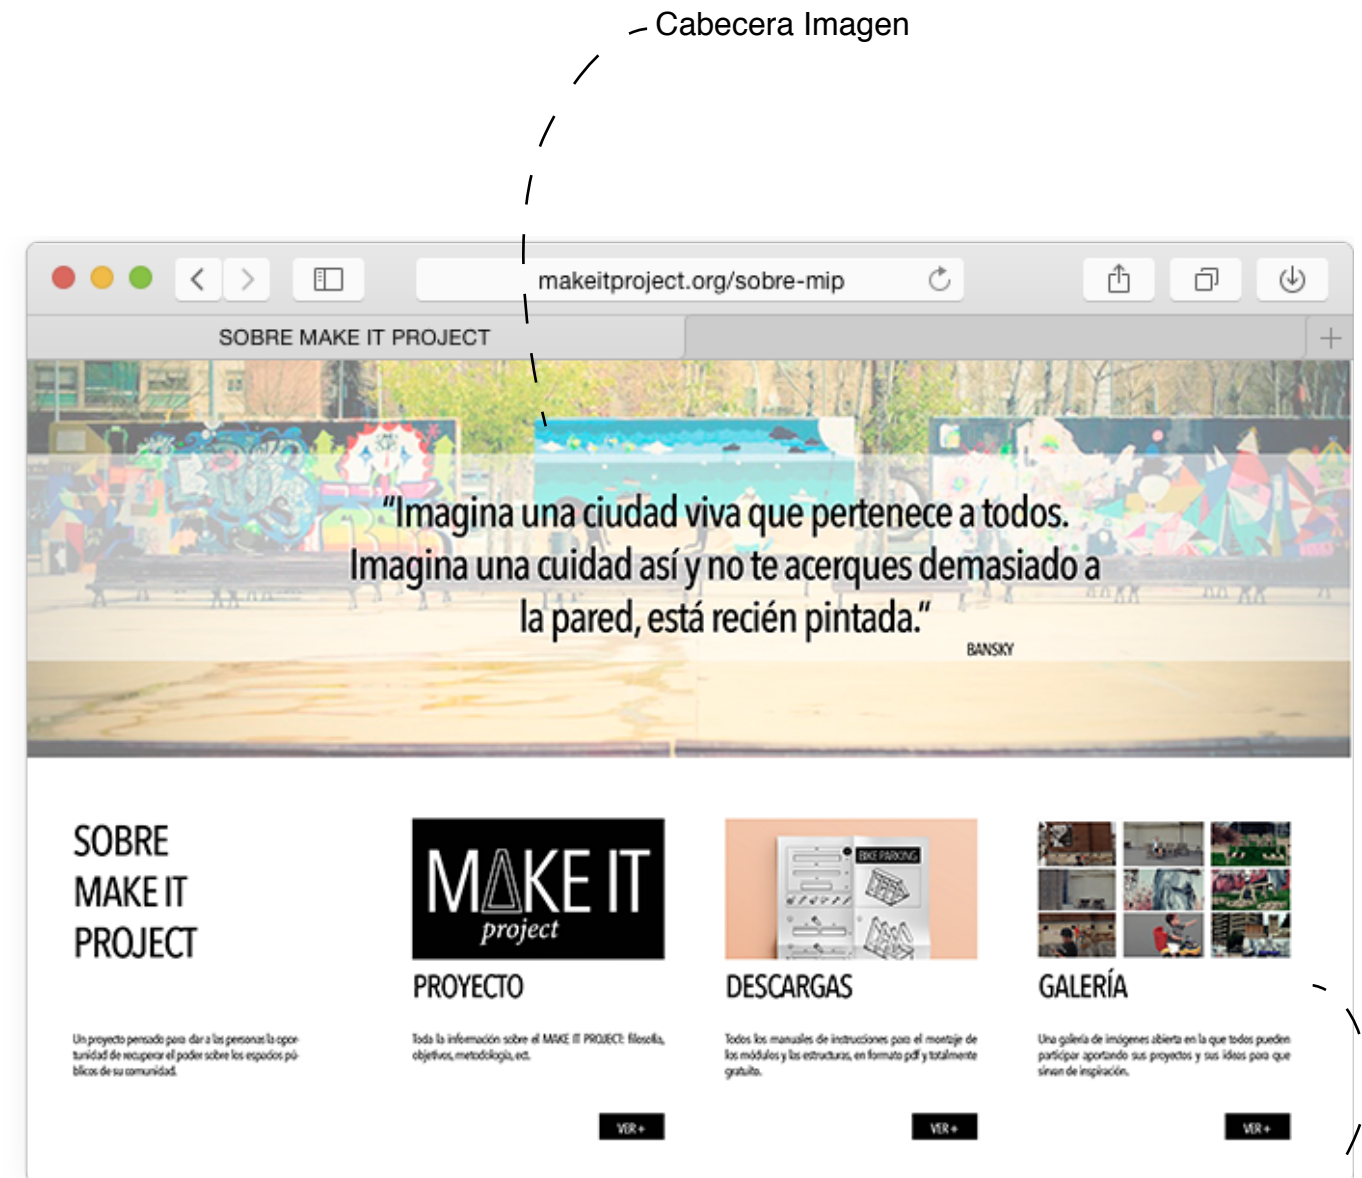 Cabecera Imagen
makeitproject.org/sobre-mip
SOBRE MAKE IT PROJECT
“Imagina una ciudad viva que pertenece a todos.
Imagina una cuidad así y no te acerques demasiado a
la pared, está recién pintada.”
BANSKY
SOBRE
MAKE IT
PROJECT
Un proyecto pensado para dar a las personas la opor-
tunidad de recuperar el poder sobre los espacios pú-
blicos de su comunidad.
MAKE IT
project
PROYECTO
Toda la información sobre el MAKE IT PROJECT: filosofía,
objetivos, metodología, ect.
VER +
BIKE PARKING
DESCARGAS
Todos los manuales de instrucciones para el montaje de
los módulos y las estructuras, en formato pdf y totalmente
gratuito.
VER +
GALERÍA
Una galería de imágenes abierta en la que todos pueden
participar aportando sus proyectos y sus ideas para que
sirvan de inspiración.
VER +